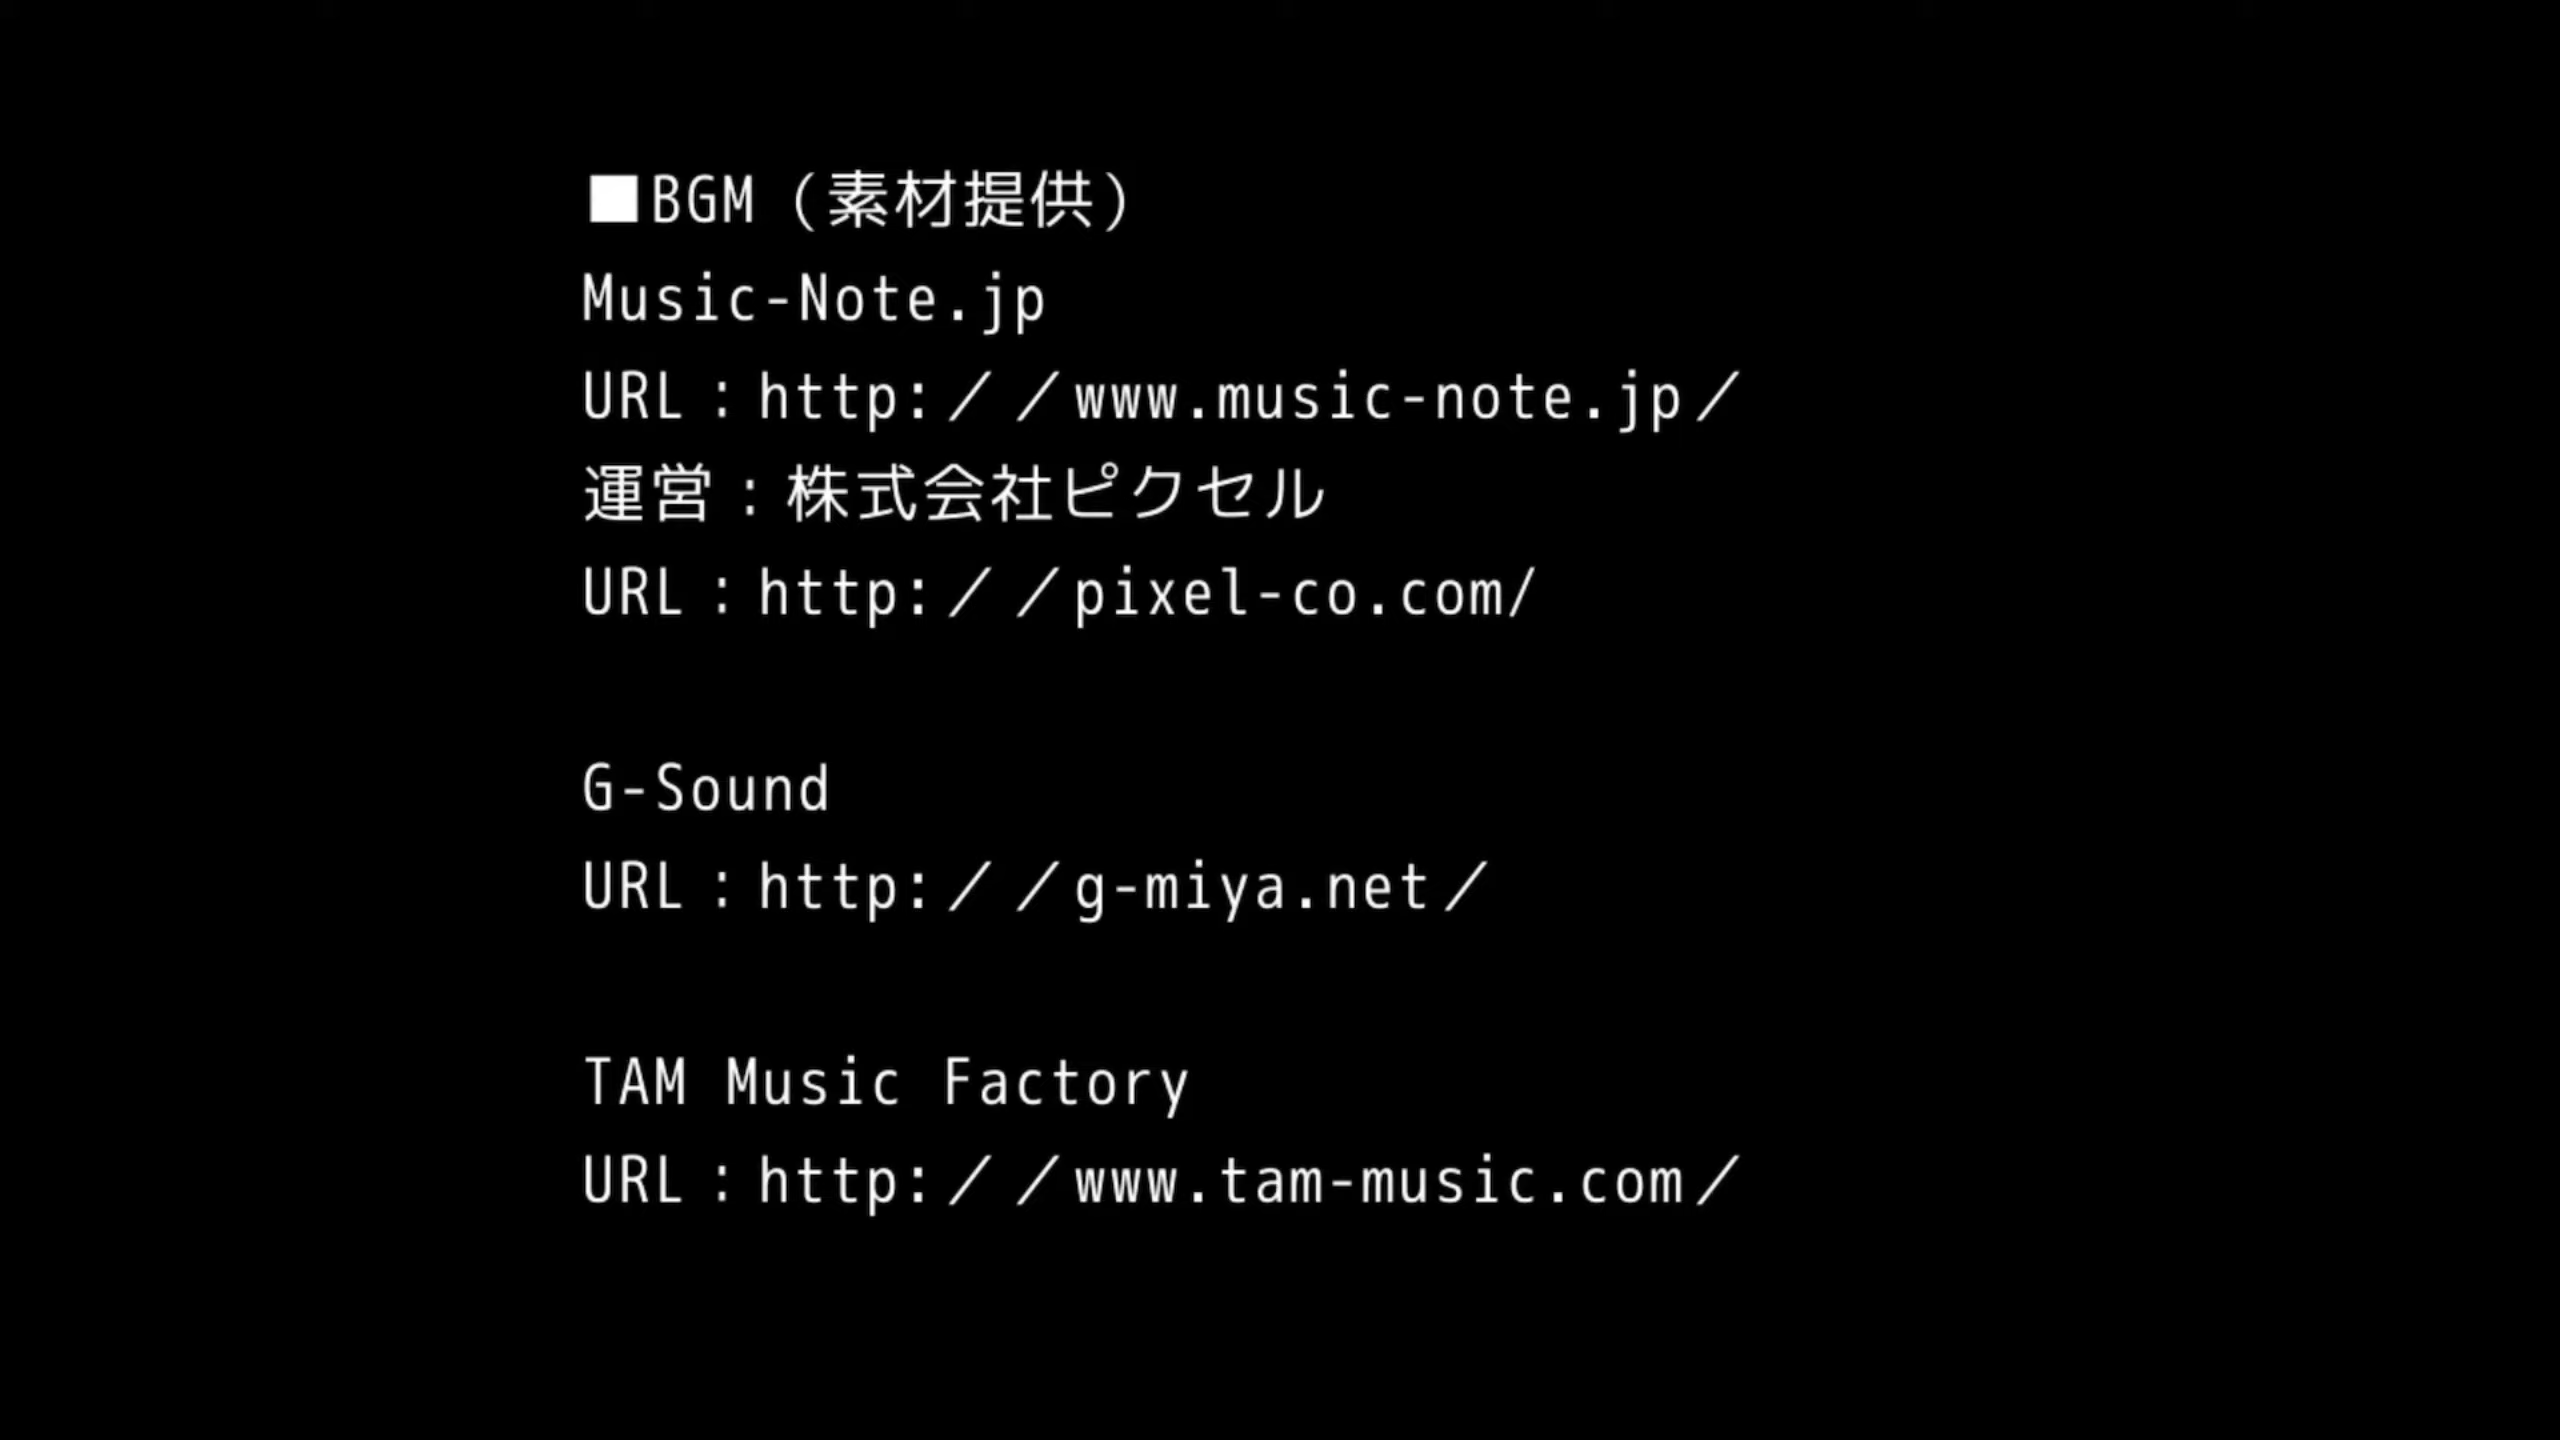 ■BGM（素材提供）
Music-Note.jp
URL：http:／／www.music-note.jp／
運営：株式会社ピクセル
URL：http:／／pixel-co.com/
G-Sound
URL：http:／／g-miya.net／
TAM Music Factory
URL：http:／／www.tam-music.com／